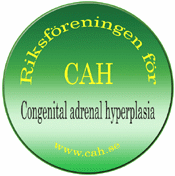 Riksföreningen för
CAH
Congenital adrenal hyperplasia
www.cah.se